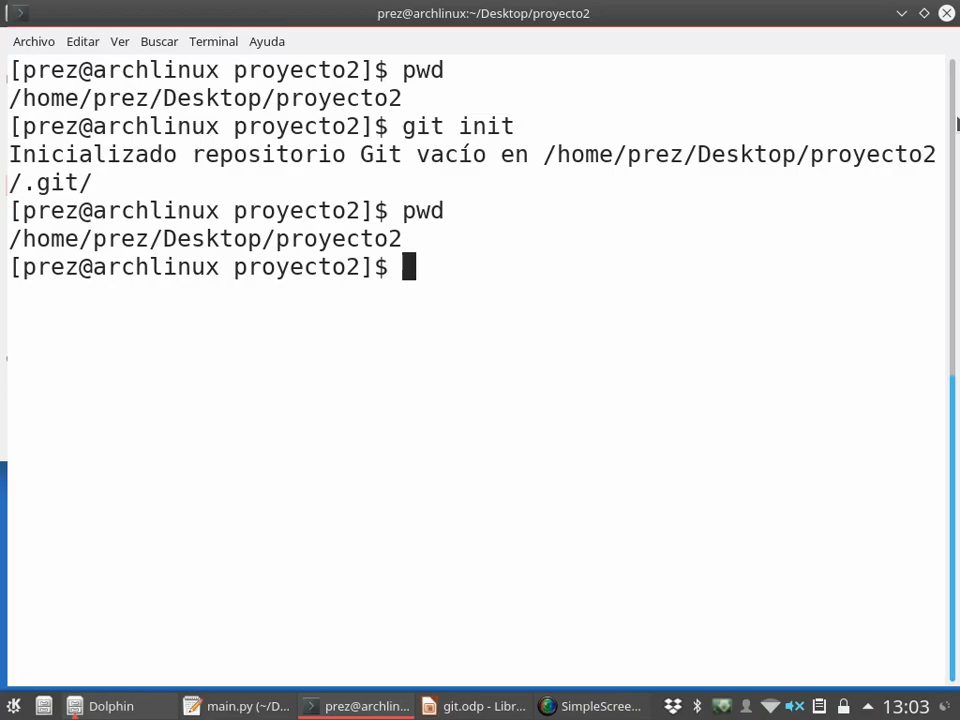 prez@archlinux:~/Desktop/proyecto2
Archivo Editar Ver Buscar Terminal Ayuda
[prez@archlinux proyecto2]$ pwd
/home/prez/Desktop/proyecto2
[prez@archlinux proyecto2]$ git init
Inicializado repositorio Git vacío en /home/prez/Desktop/proyecto2
/.git/
[prez@archlinux proyecto2]$ pwd
/home/prez/Desktop/proyecto2
[prez@archlinux proyecto2]$
Dolphin main.py (~/D... prez@archlin... git.odp - Libr... SimpleScree... 13:03